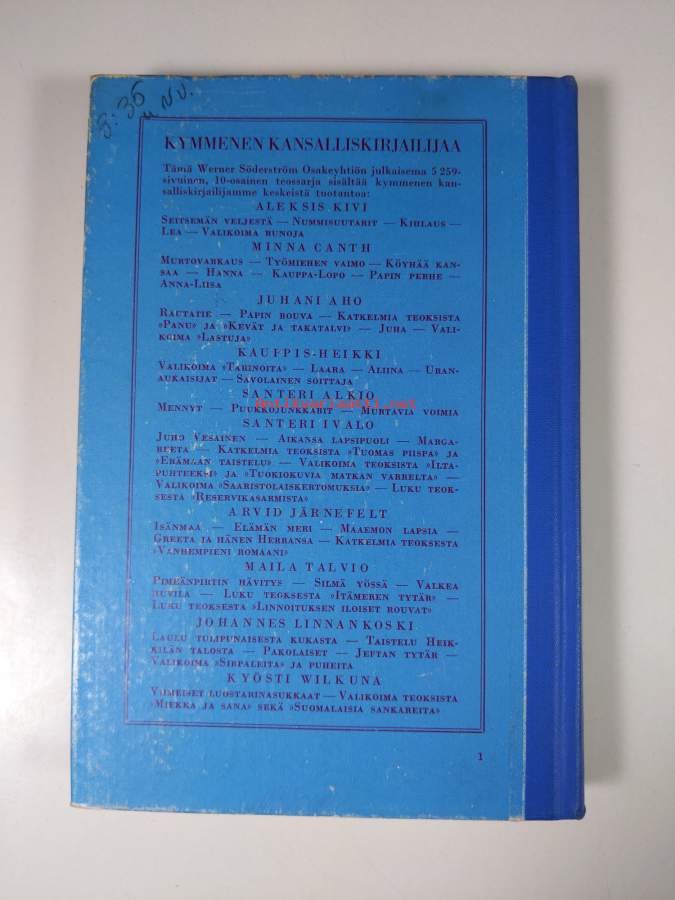 8:36
u N.V.
KYMMENEN KANSALLISKIRJAILIJAA
Tämä Werner Söderström Osakeyhtiön julkaisema 5 259-
sivuinen, 10-osainen teossarja sisältää kymmenen kan-
salliskirjailijamme keskeistä tuotantoa:
ALEKSIS KIVI
Seitsemän veljestä — Nummisuutarit — Kihlaus —
Lea — Valikoima runoja
MINNA CANTH
Murtovarkaus — Työmiehen vaimo — Köyhää kan-
saa — Hanna — Kauppa-Lopo — Papin perhe —
Anna-Liisa
JUHANI AHO
Rautatie — Papin rouva — Katkelmia teoksista
»Panu» ja »Kevät ja takatalvi» — Juha — Vali-
koima »Lastuja»
KAUPPIS-HEIKKI
Valikoima »Tarinoita» — Laara — Aliina — Uran-
aukaisijat — Savolainen soittaja
SANTERI ALKIO
antikvariaatti.net
Mennyt — Puukkojunkkarit — Murtavia voimia
SANTERI IVALO
Juho Vesainen — Aikansa lapsipuoli — Marga-
reeta — Katkelmia teoksista »Tuomas piispa» ja
»Erämaan taistelu» — Valikoima teoksista »Ilta-
puhteeksi» ja »Tuokiokuvia matkan varrelta» —
Valikoima »Saaristolaiskertomuksia» — Luku teok-
sesta »Reservikasarmista»
ARVID JÄRNEFELT
Isänmaa — Elämän meri — Maaemon lapsia —
Greeta ja hänen Herransa — Katkelmia teoksesta
»Vanhempieni romaani»
MAILA TALVIO
Pimeänpirtin hävitys — Silmä yössä — Valkea
huvila — Luku teoksesta »Itämeren tytär» —
Luku teoksesta »Linnoituksen iloiset rouvat»
JOHANNES LINNANKOSKI
Laulu tulipunaisesta kukasta — Taistelu Heik-
kilän talosta — Pakolaiset — Jeftan tytär —
Valikoima »Sirpaleita» ja puheita
KYÖSTI WILKUNA
Viimeiset luostarinasukkaat — Valikoima teoksista
»Miekka ja sana» sekä »Suomalaisia sankareita»
1